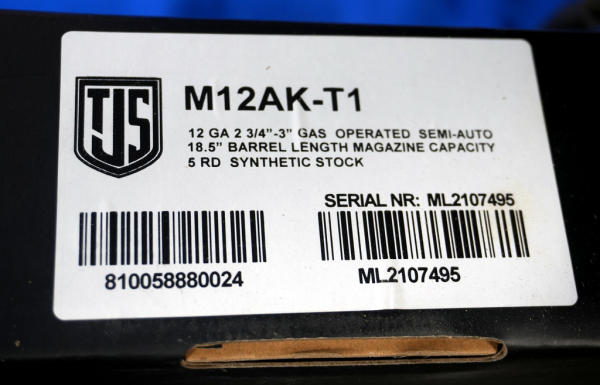 TJS
M12AK-T1
12 GA 2 3/4"-3" GAS OPERATED SEMI-AUTO
18.5" BARREL LENGTH MAGAZINE CAPACITY
5 RD SYNTHETIC STOCK
SERIAL NR: ML2107495
810058880024
ML2107495